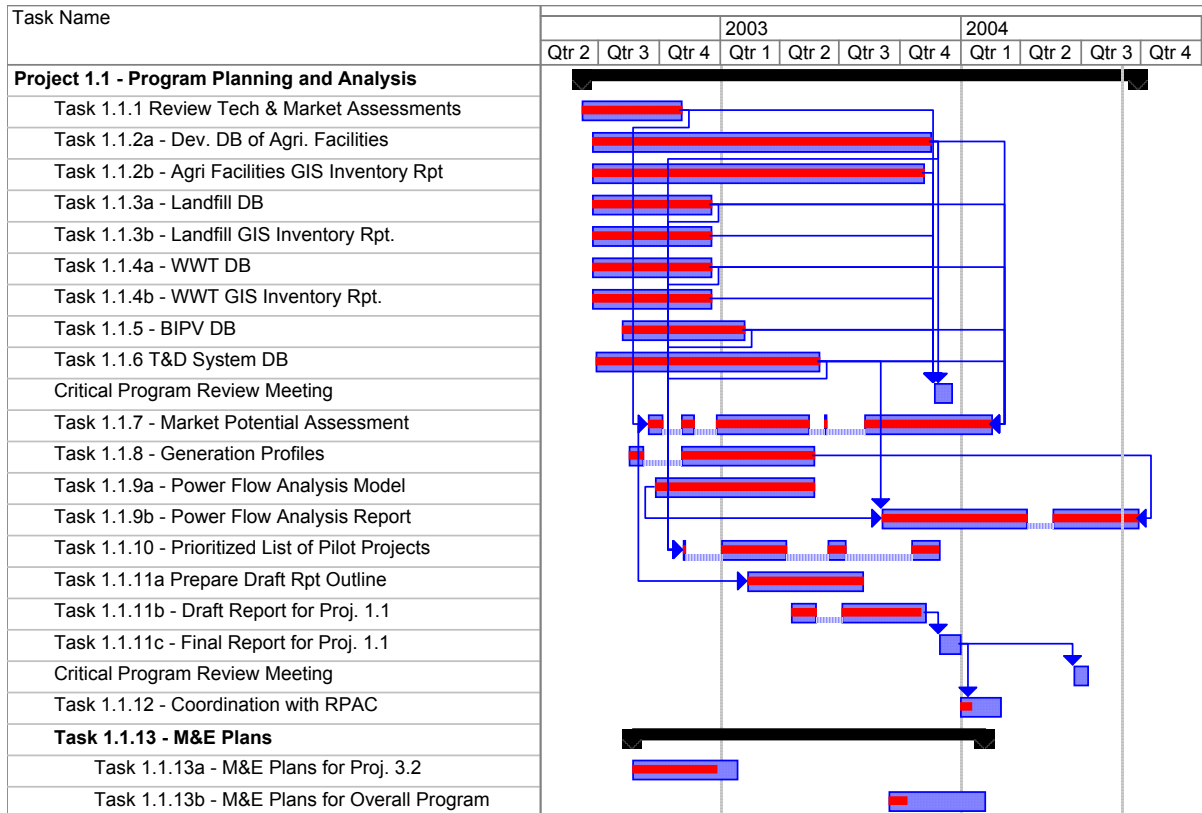 Task Name
2003 2004
Qtr 2 Qtr 3 Qtr 4 Qtr 1 Qtr 2 Qtr 3 Qtr 4 Qtr 1 Qtr 2 Qtr 3 Qtr 4
Project 1.1 - Program Planning and Analysis
Task 1.1.1 Review Tech & Market Assessments
Task 1.1.2a - Dev. DB of Agri. Facilities
Task 1.1.2b - Agri Facilities GIS Inventory Rpt
Task 1.1.3a - Landfill DB
Task 1.1.3b - Landfill GIS Inventory Rpt.
Task 1.1.4a - WWT DB
Task 1.1.4b - WWT GIS Inventory Rpt.
Task 1.1.5 - BIPV DB
Task 1.1.6 T&D System DB
Critical Program Review Meeting
Task 1.1.7 - Market Potential Assessment
Task 1.1.8 - Generation Profiles
Task 1.1.9a - Power Flow Analysis Model
Task 1.1.9b - Power Flow Analysis Report
Task 1.1.10 - Prioritized List of Pilot Projects
Task 1.1.11a Prepare Draft Rpt Outline
Task 1.1.11b - Draft Report for Proj. 1.1
Task 1.1.11c - Final Report for Proj. 1.1
Critical Program Review Meeting
Task 1.1.12 - Coordination with RPAC
Task 1.1.13 - M&E Plans
Task 1.1.13a - M&E Plans for Proj. 3.2
Task 1.1.13b - M&E Plans for Overall Program